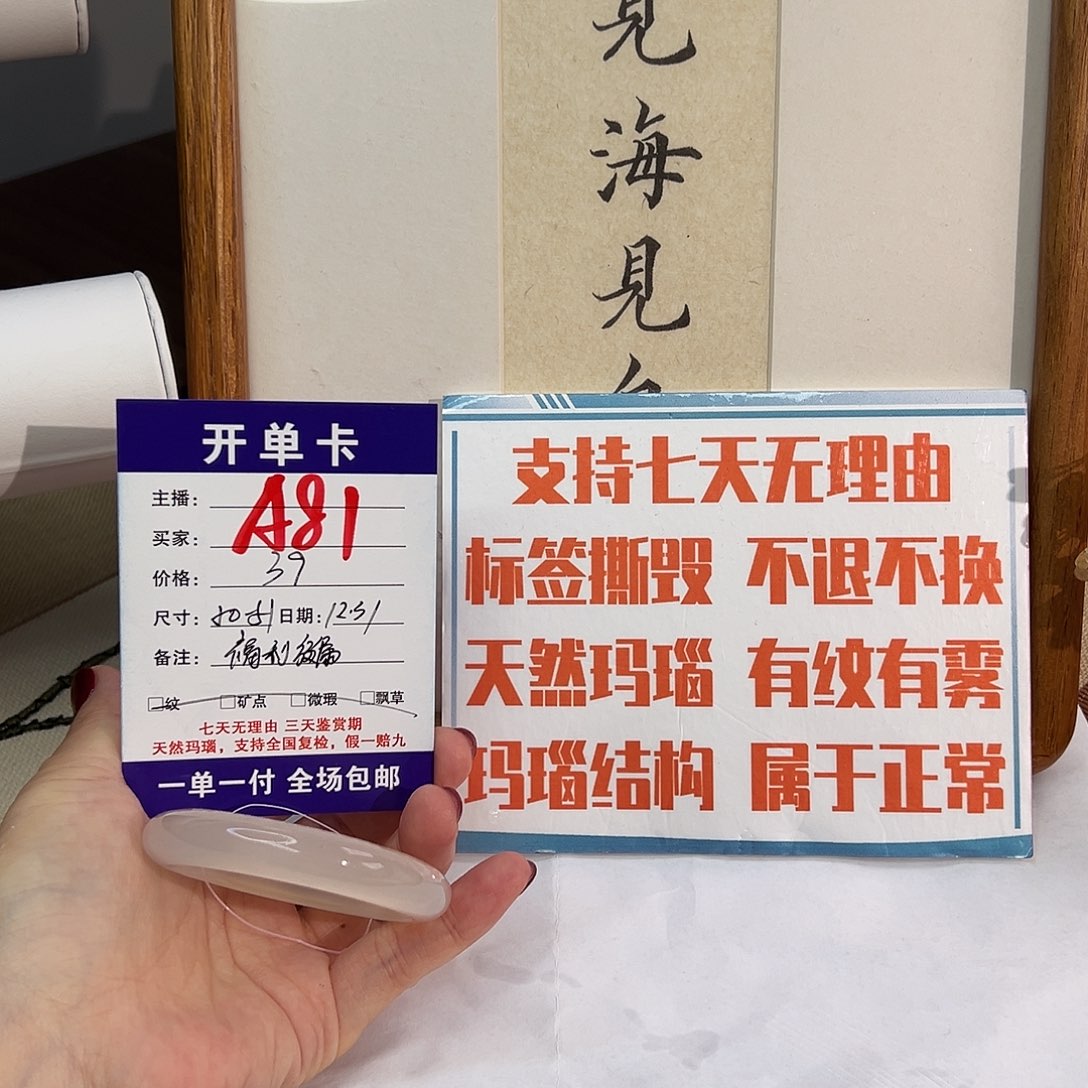 見
海
見
开单卡
主播:
A81
买家:
价格: 39
尺寸: 日期: 12.31
备注: 福利
□纹 □矿点 □微瑕 □飘草
七天无理由 三天鉴赏期
天然玛瑙,支持全国复检,假一赔九
一单一付 全场包邮
支持七天无理由
标签撕毁 不退不换
天然玛瑙 有纹有雾
玛瑙结构 属于正常